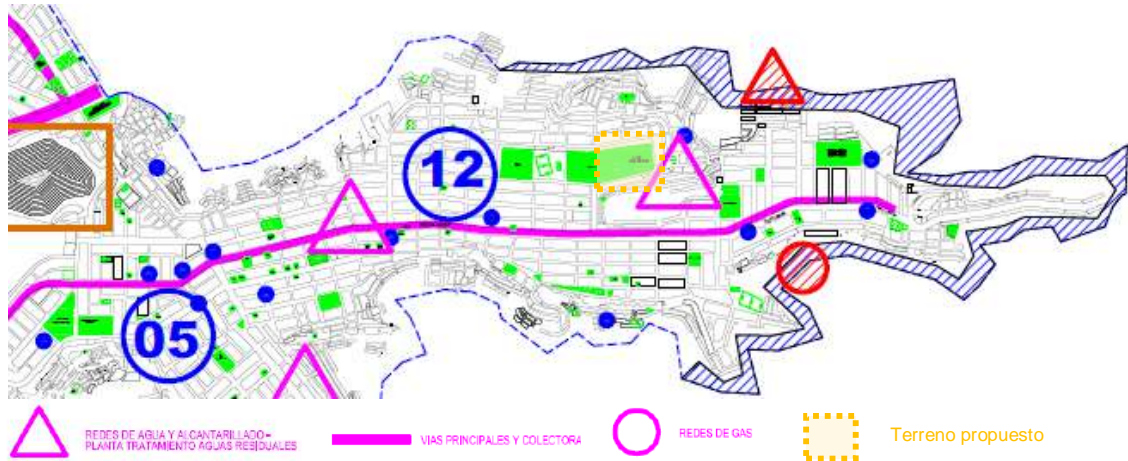 12
05
REDES DE AGUA Y ALCANTARILLADO=
PLANTA TRATAMIENTO AGUAS RESIDUALES
VIAS PRINCIPALES Y COLECTORA
REDES DE GAS
Terreno propuesto